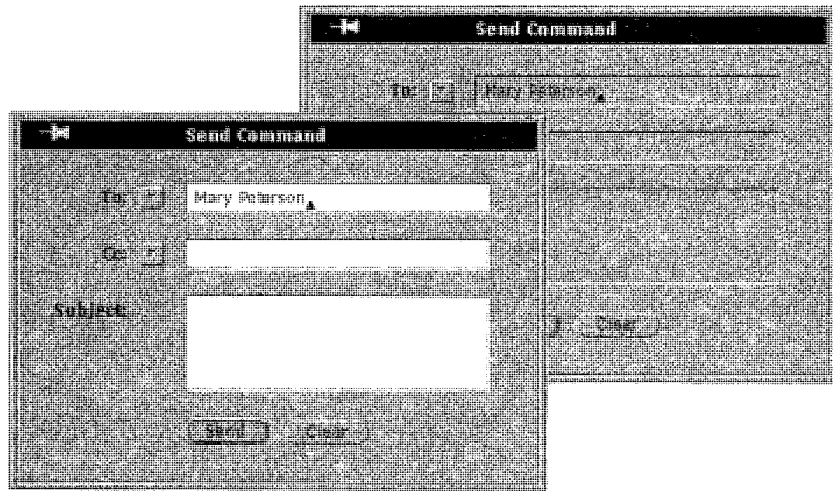 Send Command
To: Mary Peterson
Clear
Send Command
To: Mary Peterson
Cc:
Subject:
Send Clear